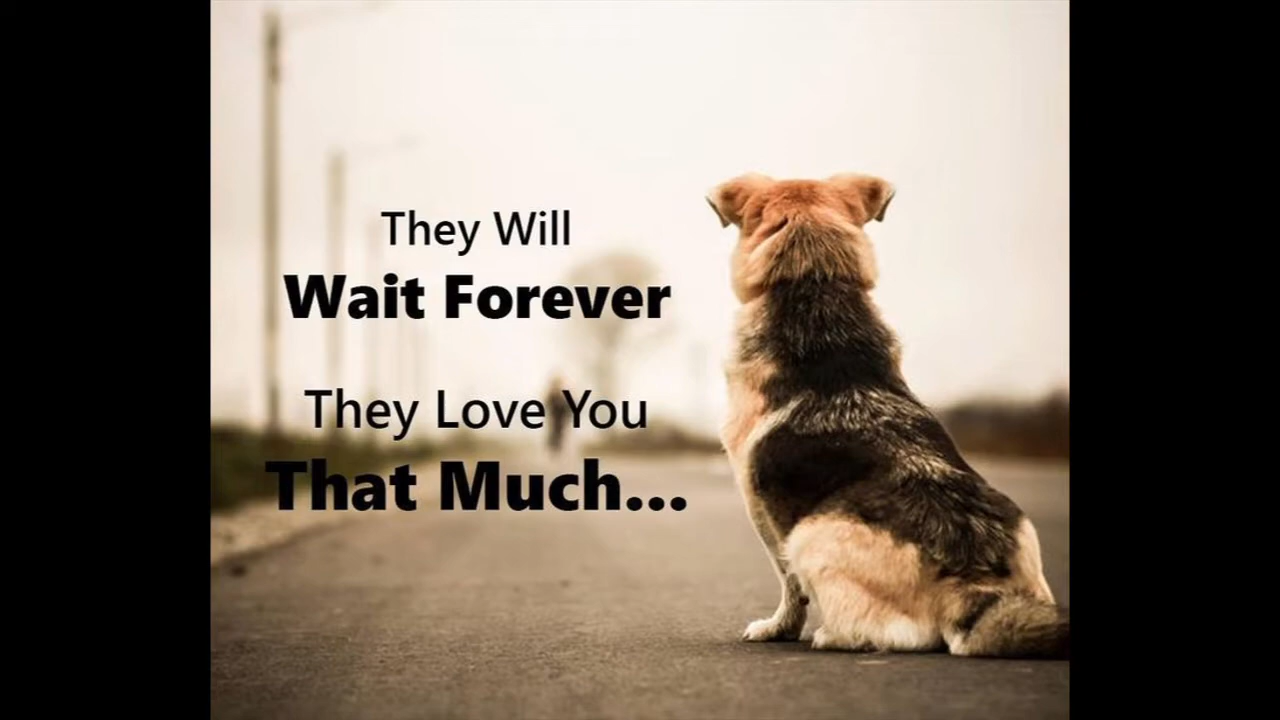 They Will
Wait Forever
They Love You
That Much...